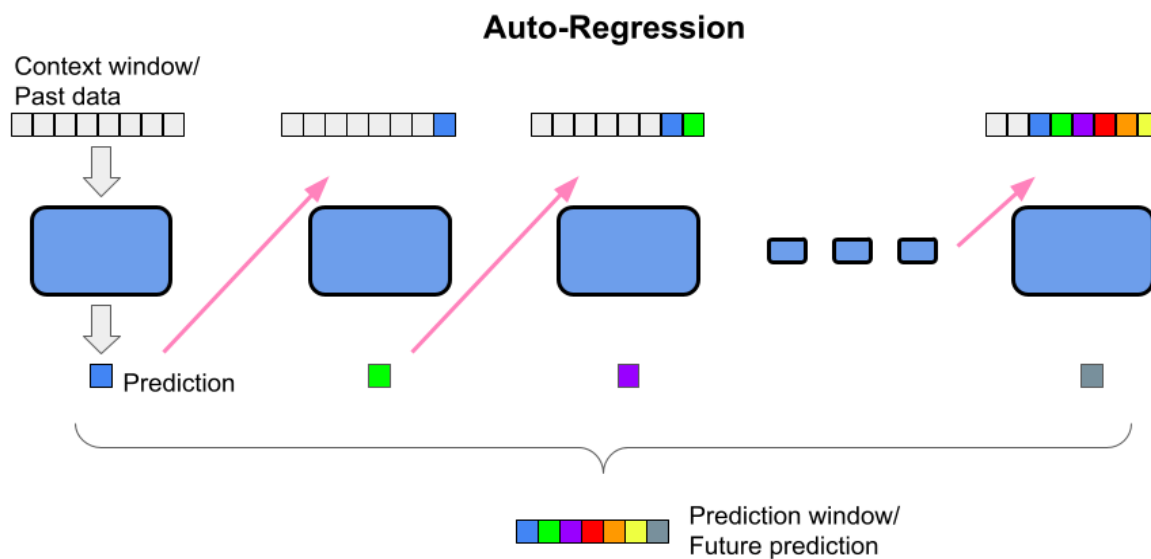 Auto-Regression
Context window/
Past data
Prediction
Prediction window/
Future prediction